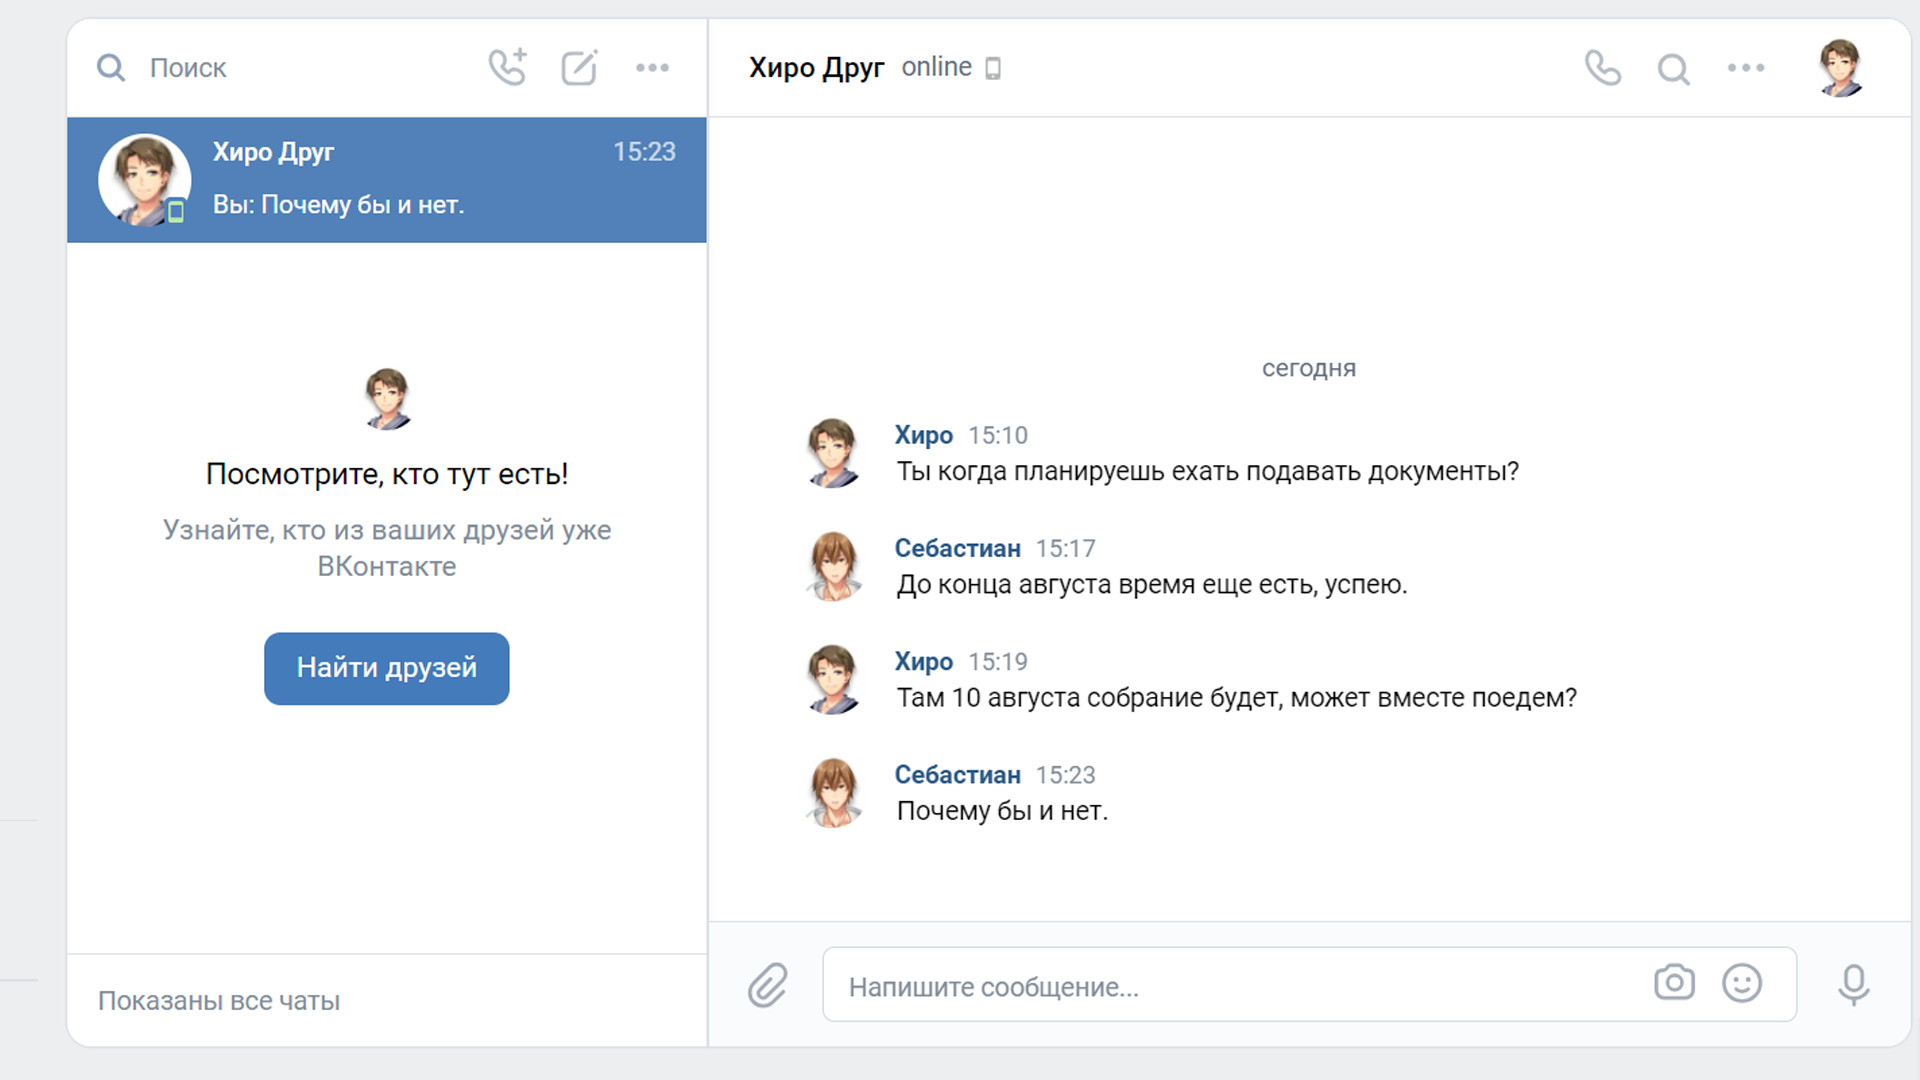 Поиск
Хиро Друг 15:23
Вы: Почему бы и нет.
Посмотрите, кто тут есть!
Узнайте, кто из ваших друзей уже
ВКонтакте
Найти друзей
Показаны все чаты
Хиро Друг online
сегодня
Хиро 15:10
Ты когда планируешь ехать подавать документы?
Себастиан 15:17
До конца августа время еще есть, успею.
Хиро 15:19
Там 10 августа собрание будет, может вместе поедем?
Себастиан 15:23
Почему бы и нет.
Напишите сообщение...